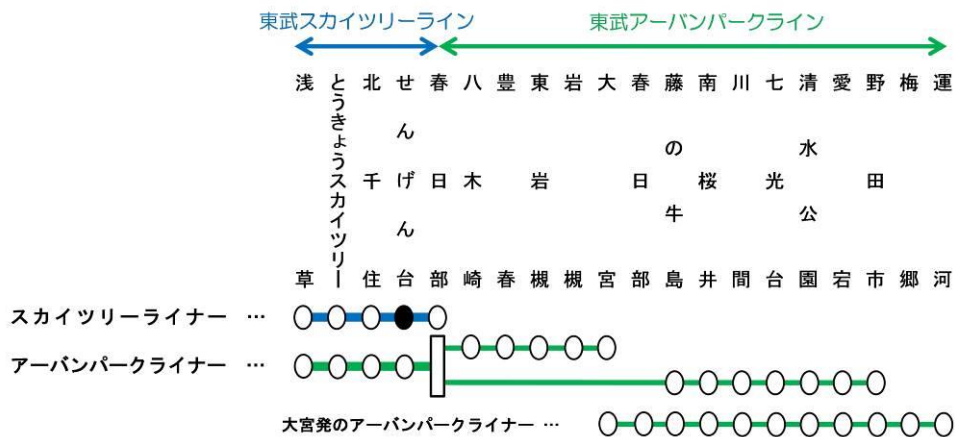 東武スカイツリーライン
東武アーバンパークライン
浅草
とうきょうスカイツリー
北千住
せんげん台
春日部
八木崎
豊春
東岩槻
岩槻
大宮
春日部
藤の牛島
南桜井
川間
七光台
清水公園
愛宕
野田市
梅郷
運河
スカイツリーライナー …
アーバンパークライナー …
大宮発のアーバンパークライナー …